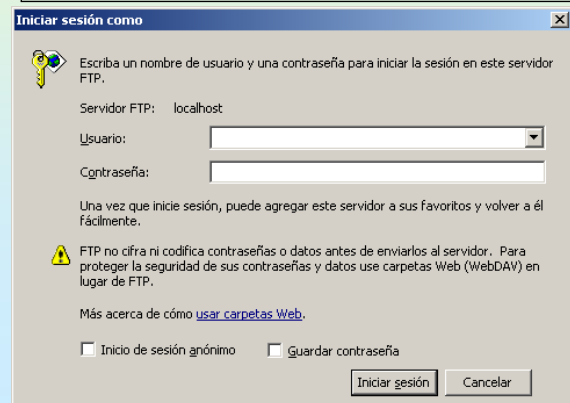 Iniciar sesión como
Escriba un nombre de usuario y una contraseña para iniciar la sesión en este servidor
FTP.
Servidor FTP: localhost
Usuario:
Contraseña:
Una vez que inicie sesión, puede agregar este servidor a sus favoritos y volver a él
fácilmente.
FTP no cifra ni codifica contraseñas o datos antes de enviarlos al servidor. Para
proteger la seguridad de sus contraseñas y datos use carpetas Web (WebDAV) en
lugar de FTP.
Más acerca de cómo usar carpetas Web.
Inicio de sesión anónimo Guardar contraseña
Iniciar sesión Cancelar